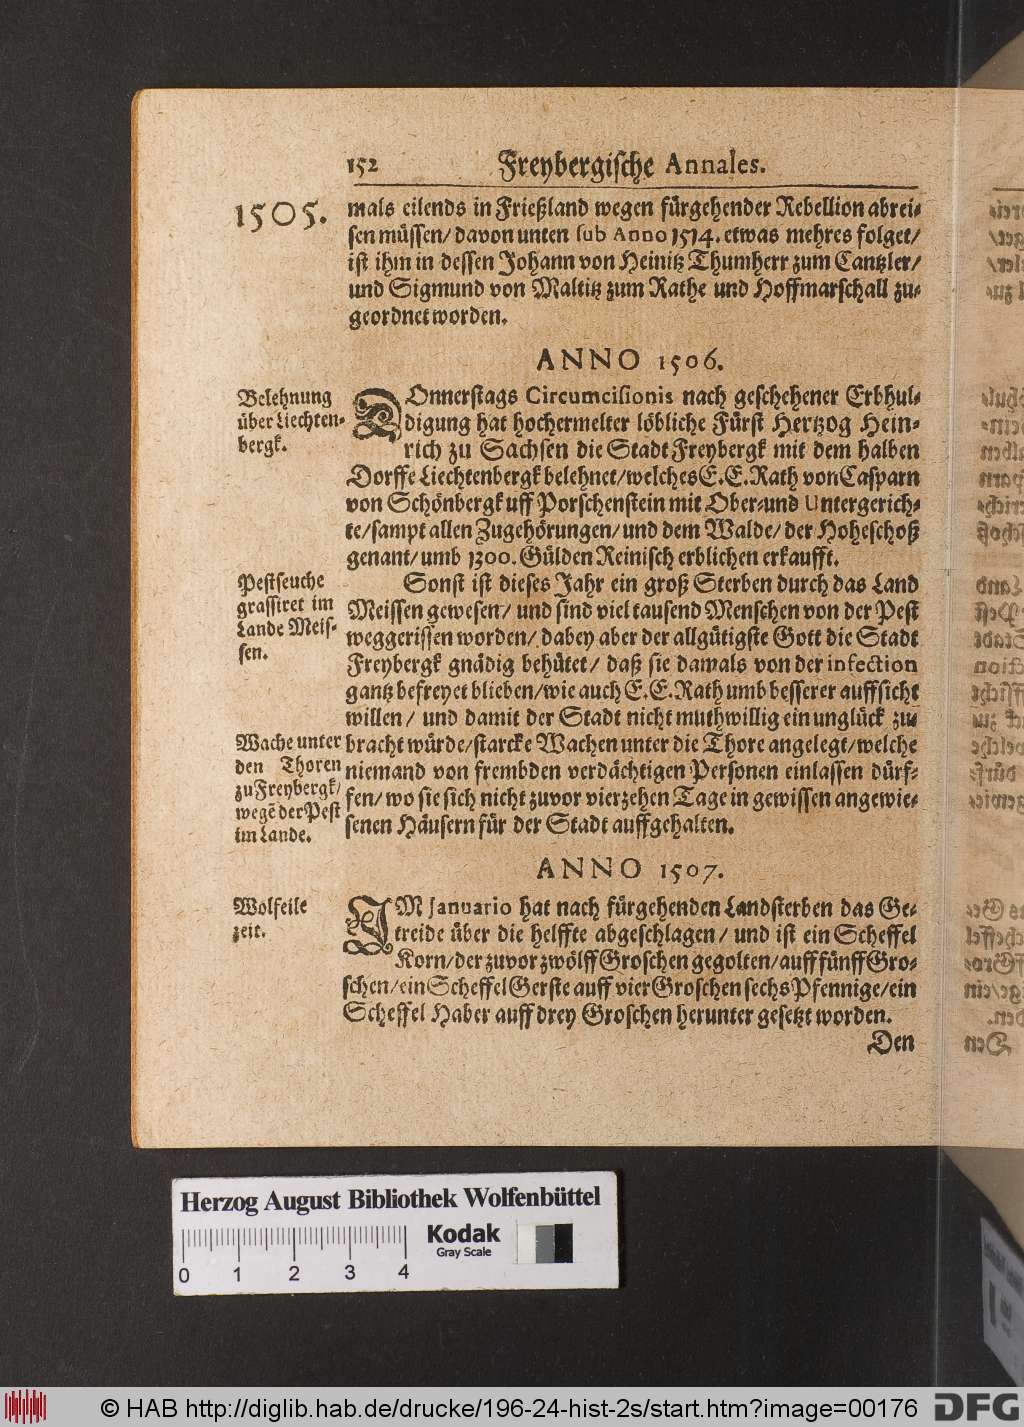 152 Freybergische Annales.
1505.
mals eilends in Frießland wegen fürgehender Rebellion abrei-
sen müssen/ davon unten sub Anno 1514. etwas mehres folget/
ist ihm in dessen Johann von Heinitz Thumherr zum Cantzler/
und Sigmund von Maltitz zum Rathe und Hoffmarschall zu-
geordnet worden.
ANNO 1506.
Belehnung
über Liechten-
bergk.
DOnnerstags Circumcisionis nach geschehener Erbhul-
digung hat hochermelter löbliche Fürst Hertzog Hein-
rich zu Sachsen die Stadt Freybergk mit dem halben
Dorffe Liechtenbergk belehnet/ welches E. E. Rath von Casparn
von Schönbergk uff Porschenstein mit Ober- und Untergerich-
te/ sampt allen Zugehörungen/ und dem Walde/ der Hoheschoß
genant/ umb 1300. Gülden Reinisch erblichen erkaufft.
Pestseuche
grassiret im
Lande Meis-
sen.
Sonst ist dieses Jahr ein groß Sterben durch das Land
Meissen gewesen/ und sind viel tausend Menschen von der Pest
weggerissen worden/ dabey aber der allgütigste Gott die Stadt
Freybergk gnädig behütet/ daß sie damals von der infection
gantz befreyet blieben/ wie auch E. E. Rath umb besserer auffsicht
willen/ und damit der Stadt nicht muthwillig ein unglück zu-
bracht würde/ starcke Wachen unter die Thore angelegt/ welche
niemand von frembden verdächtigen Personen einlassen dürf-
fen/ wo sie sich nicht zuvor vierzehen Tage in gewissen angewie-
senen Häusern für der Stadt auffgehalten.
Wache unter
den Thoren
zu Freybergk/
wegẽ der Pest
im Lande.
ANNO 1507.
Wolfeile
zeit.
IM Januario hat nach fürgehenden Landsterben das Ge-
treide über die helffte abgeschlagen/ und ist ein Scheffel
Korn/ der zuvor zwölff Groschen gegolten/ auff fünff Gro-
schen/ ein Scheffel Gerste auff vier Groschen sechs Pfennige/ ein
Scheffel Haber auff drey Groschen herunter gesetzt worden.
Den
Herzog August Bibliothek Wolfenbüttel
Kodak
Gray Scale
0 1 2 3 4
© HAB http://diglib.hab.de/drucke/196-24-hist-2s/start.htm?image=00176
DFG